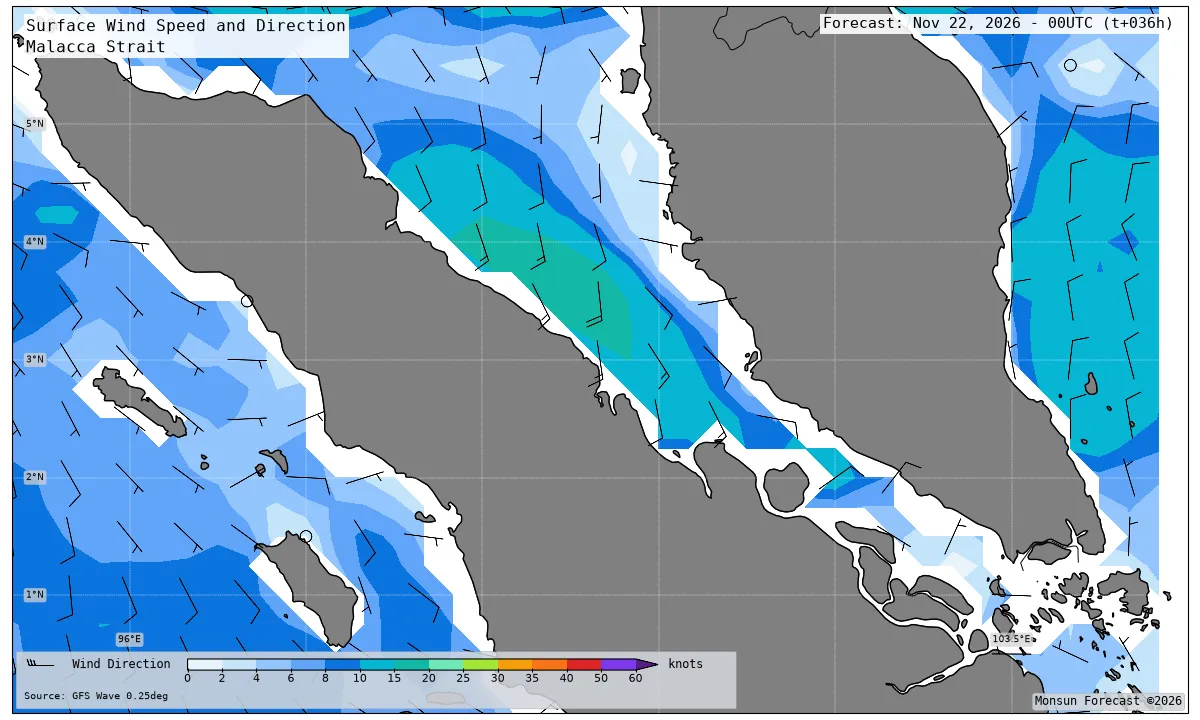 Surface Wind Speed and Direction
Malacca Strait
Forecast: Nov 22, 2026 - 00UTC (t+036h)
5°N
4°N
3°N
2°N
1°N
96°E
103.5°E
Wind Direction
0 2 4 6 8 10 15 20 25 30 35 40 50 60
knots
Source: GFS Wave 0.25deg
Monsun Forecast ©2026